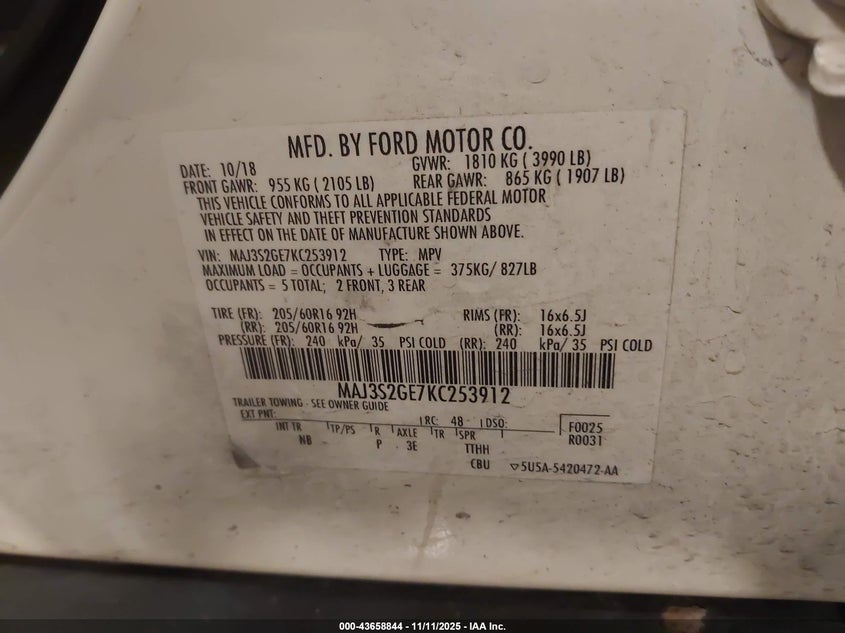 MFD. BY FORD MOTOR CO.
DATE: 10/18 GVWR: 1810 KG ( 3990 LB)
FRONT GAWR: 955 KG ( 2105 LB) REAR GAWR: 865 KG ( 1907 LB)
THIS VEHICLE CONFORMS TO ALL APPLICABLE FEDERAL MOTOR
VEHICLE SAFETY AND THEFT PREVENTION STANDARDS
IN EFFECT ON THE DATE OF MANUFACTURE SHOWN ABOVE.
VIN: MAJ3S2GE7KC253912 TYPE: MPV
MAXIMUM LOAD = OCCUPANTS + LUGGAGE = 375KG/ 827LB
OCCUPANTS = 5 TOTAL; 2 FRONT, 3 REAR
TIRE (FR): 205/60R16 92H RIMS (FR): 16x6.5J
(RR): 205/60R16 92H (RR): 16x6.5J
PRESSURE (FR): 240 kPa/ 35 PSI COLD (RR): 240 kPa/ 35 PSI COLD
MAJ3S2GE7KC253912
TRAILER TOWING - SEE OWNER GUIDE
EXT PNT: RC: 48 DSO: F0025
INT TR TP/PS R AXLE TR SPR R0031
NB P 3E TTHH
CBU 5U5A-5420472-AA
000-43658844 - 11/11/2025 - IAA Inc.